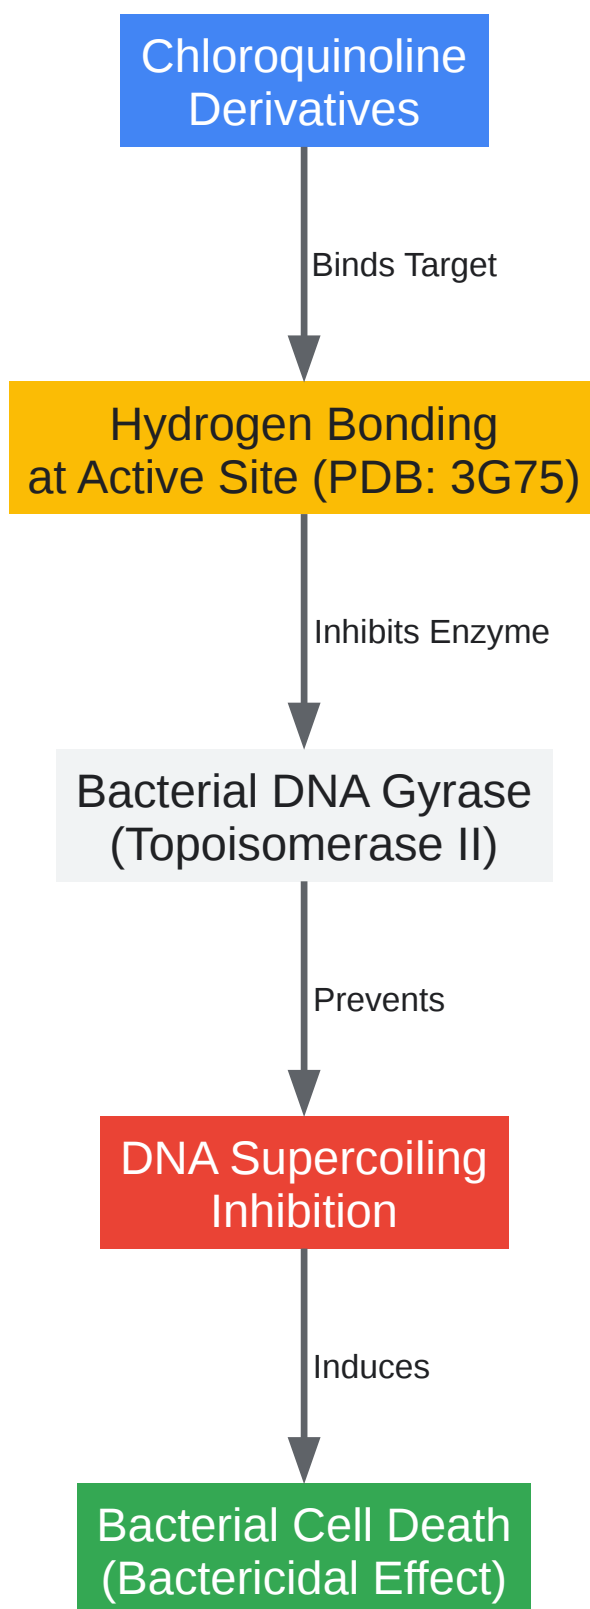 Chloroquinoline
Derivatives
Binds Target
Hydrogen Bonding
at Active Site (PDB: 3G75)
Inhibits Enzyme
Bacterial DNA Gyrase
(Topoisomerase II)
Prevents
DNA Supercoiling
Inhibition
Induces
Bacterial Cell Death
(Bactericidal Effect)